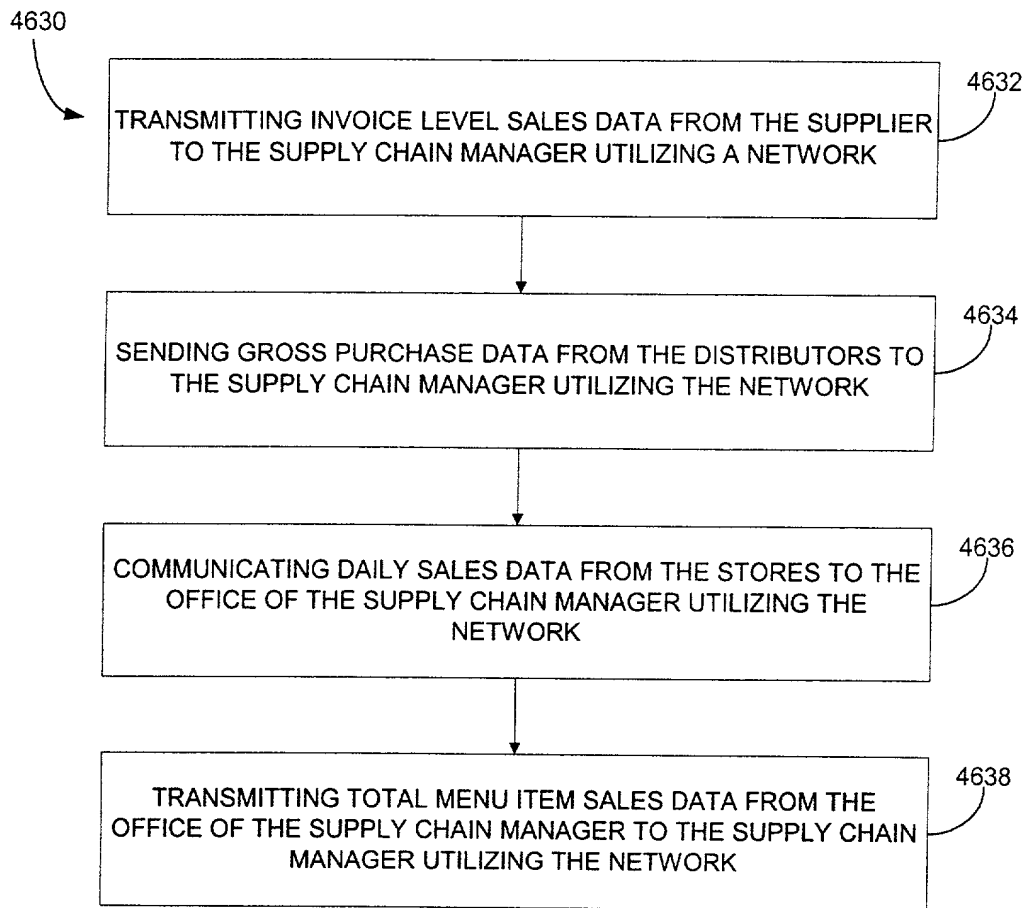 4630
4632
TRANSMITTING INVOICE LEVEL SALES DATA FROM THE SUPPLIER
TO THE SUPPLY CHAIN MANAGER UTILIZING A NETWORK
4634
SENDING GROSS PURCHASE DATA FROM THE DISTRIBUTORS TO
THE SUPPLY CHAIN MANAGER UTILIZING THE NETWORK
4636
COMMUNICATING DAILY SALES DATA FROM THE STORES TO THE
OFFICE OF THE SUPPLY CHAIN MANAGER UTILIZING THE
NETWORK
4638
TRANSMITTING TOTAL MENU ITEM SALES DATA FROM THE
OFFICE OF THE SUPPLY CHAIN MANAGER TO THE SUPPLY CHAIN
MANAGER UTILIZING THE NETWORK